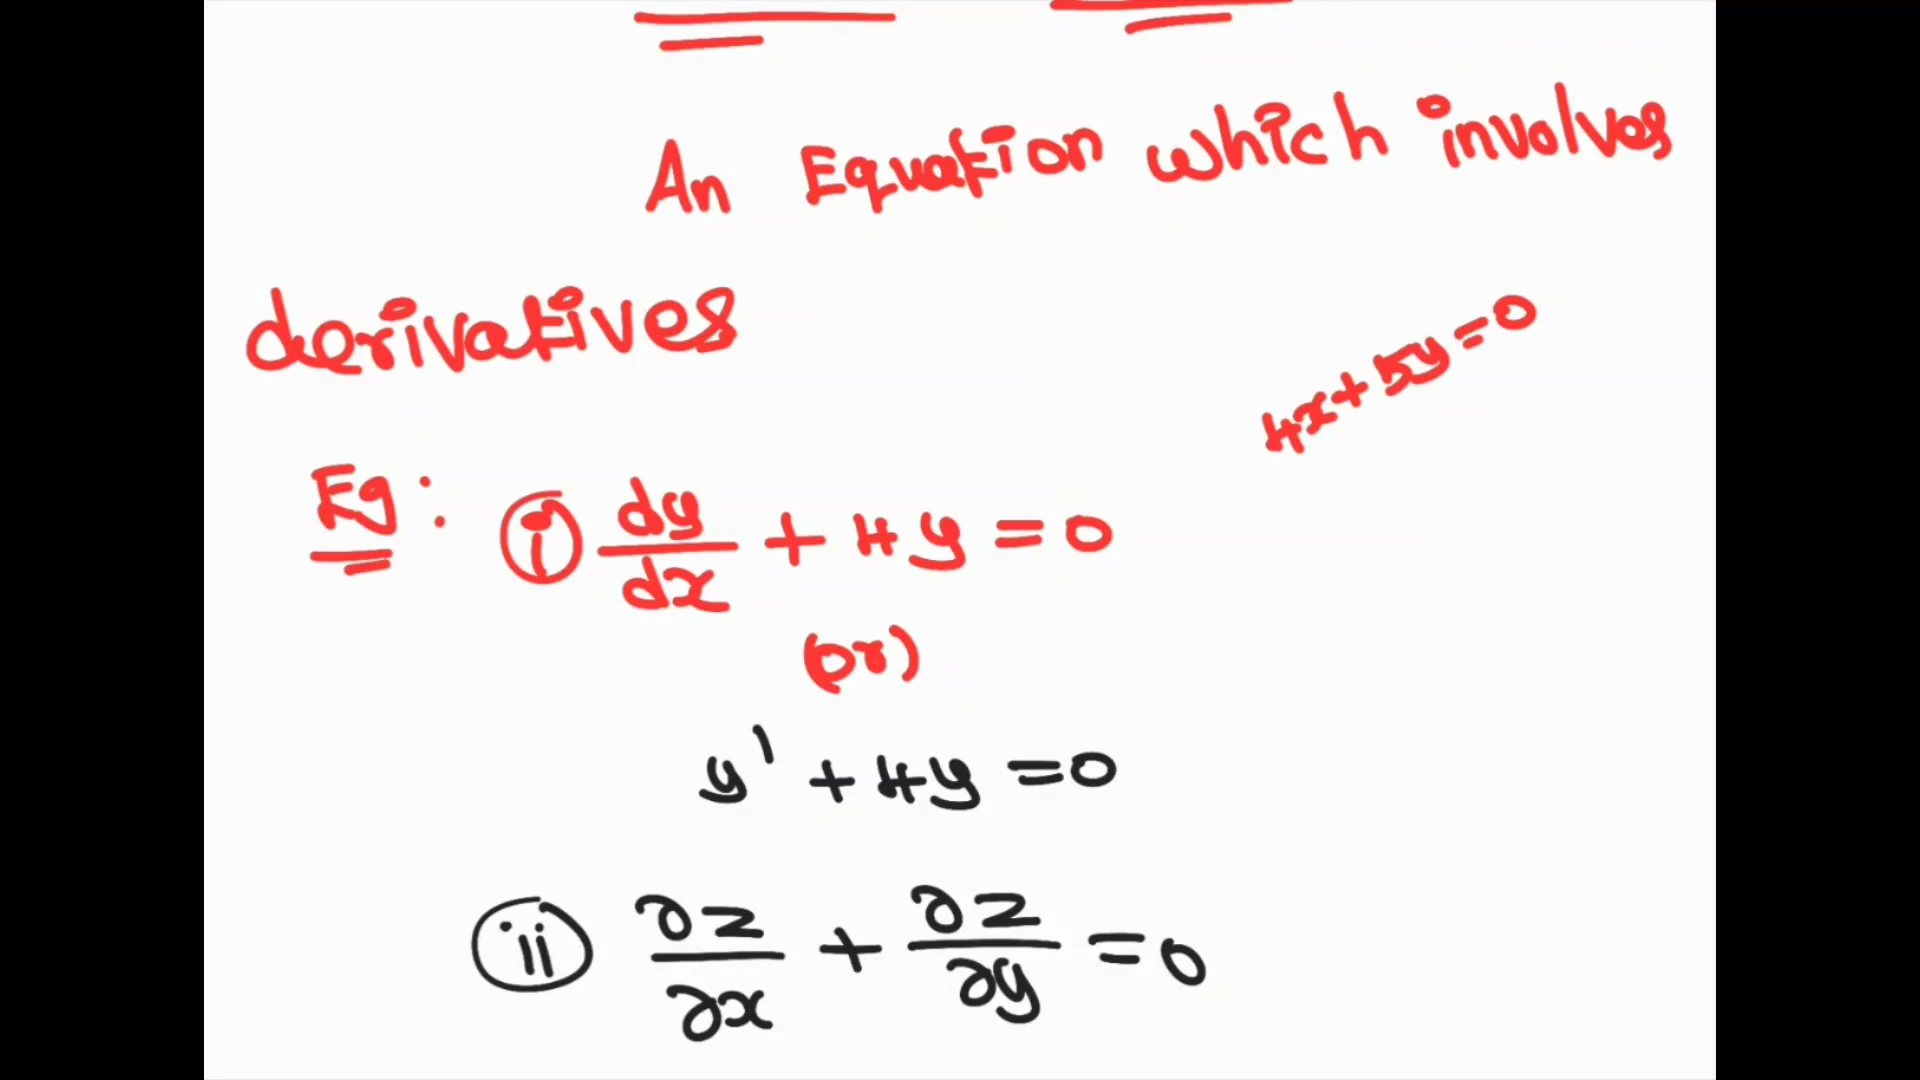 An Equation which involves
derivatives
4x + 5y = 0
Eg: (i) dy/dx + 4y = 0
(or)
y' + 4y = 0
(ii) ∂z/∂x + ∂z/∂y = 0